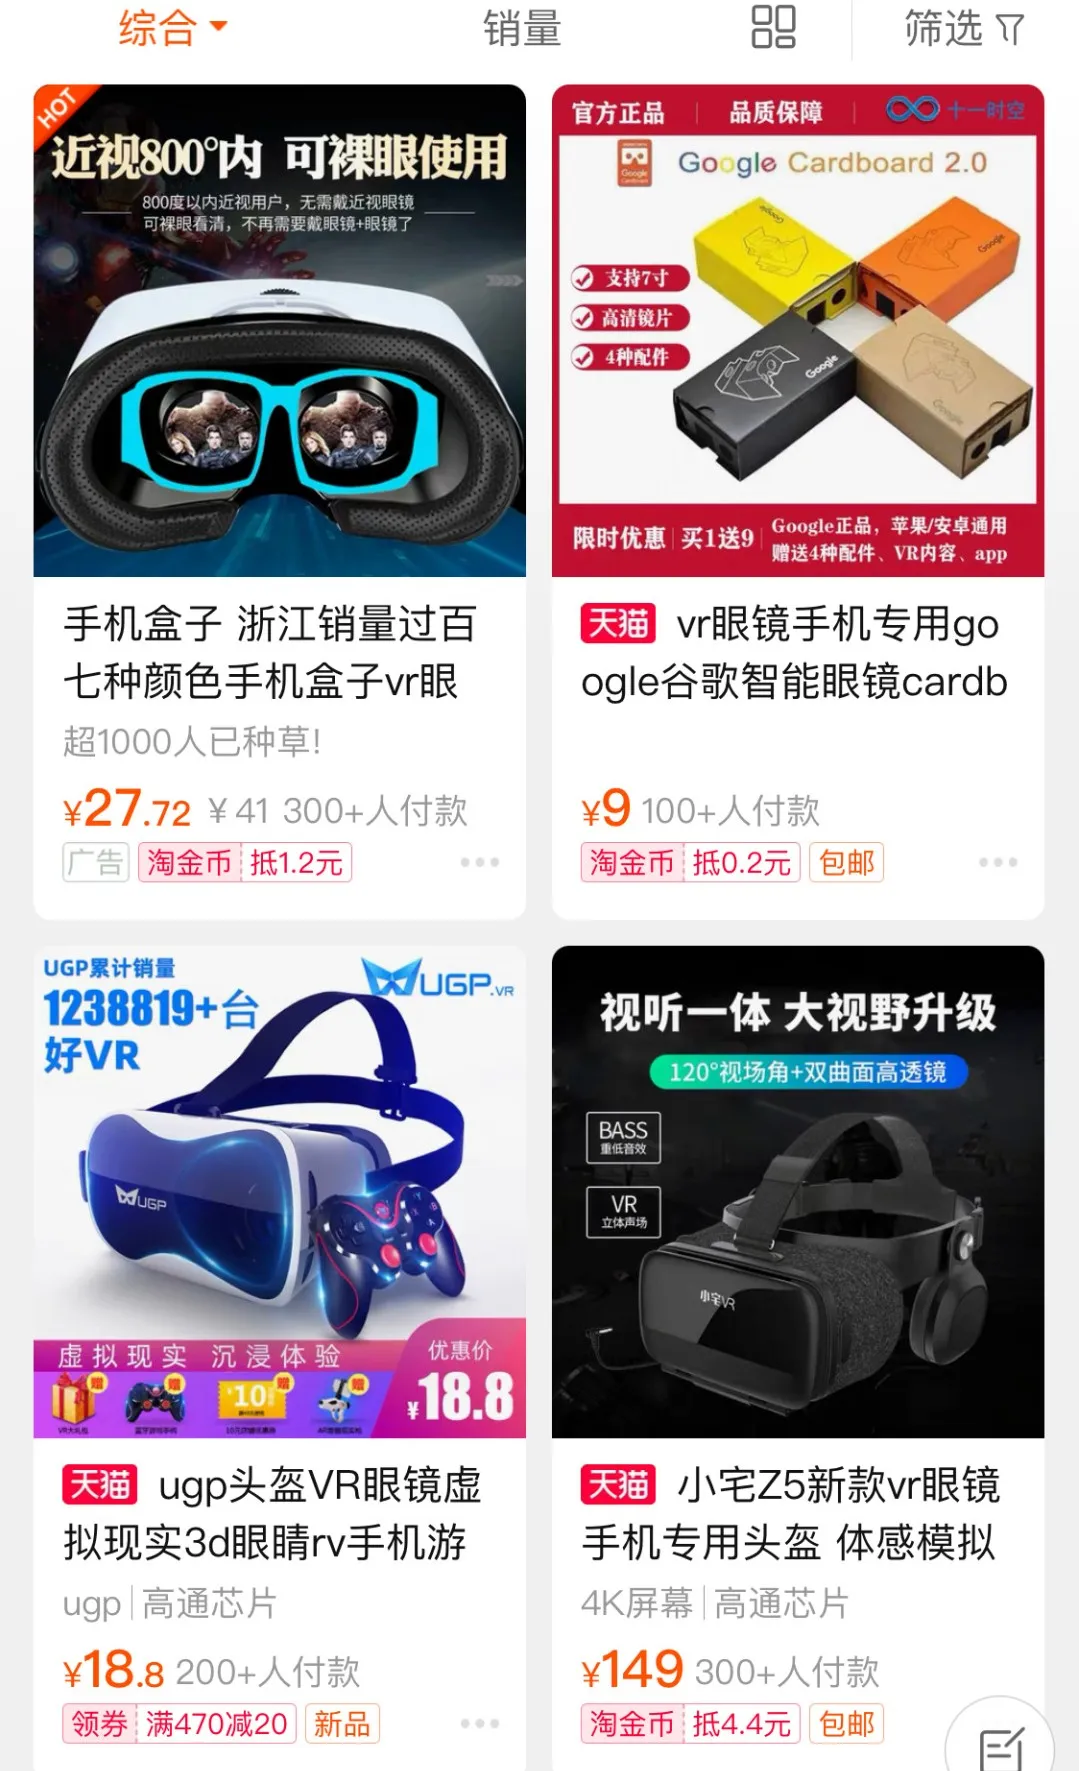 综合
销量
筛选
HOT
近视800°内 可裸眼使用
800度以内近视用户，无需戴近视眼镜
可裸眼看清，不再需要戴眼镜+眼镜了
手机盒子 浙江销量过百
七种颜色手机盒子vr眼
超1000人已种草!
¥27.72 ¥41 300+人付款
广告 淘金币 抵1.2元
官方正品 品质保障 十一时空
Google Cardboard
Google Cardboard 2.0
支持7寸
高清镜片
4种配件
Google
Google
Google
Google
限时优惠 买1送9
Google正品，苹果/安卓通用
赠送4种配件、VR内容、app
天猫 vr眼镜手机专用go
ogle谷歌智能眼镜cardb
¥9 100+人付款
淘金币 抵0.2元 包邮
UGP累计销量
1238819+台
好VR
UGP.VR
UGP
虚拟现实 沉浸体验
赠 赠 赠 赠
10
VR大礼包
优惠价
¥18.8
天猫 ugp头盔VR眼镜虚
拟现实3d眼睛rv手机游
ugp 高通芯片
¥18.8 200+人付款
领券 满470减20 新品
视听一体 大视野升级
120°视场角+双曲面高透镜
BASS
重低音效
VR
立体声场
小宅VR
天猫 小宅Z5新款vr眼镜
手机专用头盔 体感模拟
4K屏幕 高通芯片
¥149 300+人付款
淘金币 抵4.4元 包邮